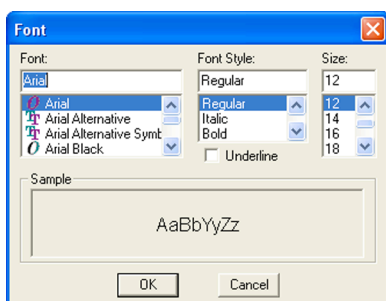 Font
Font: Font Style: Size:
Arial Regular 12
Arial Regular 12
Arial Alternative Italic 14
Arial Alternative Symb Bold 16
Arial Black 18
Underline
Sample
AaBbYyZz
OK Cancel